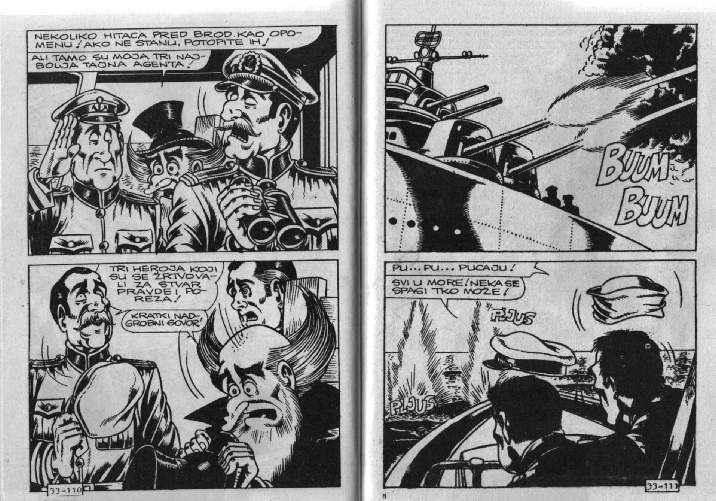 NEKOLIKO HITACA PRED BROD, KAO OPO-
MENU! AKO NE STANU, POTOPITE IH!
ALI TAMO SU MOJA TRI NAJ-
BOLJA TAJNA AGENTA!
TRI HEROJA KOJI
SU SE ŽRTVOVA-
LI ZA STVAR
PRAVDE I PO-
REZA!
KRATKI NAD-
GROBNI GOVOR!
33-110
BUUM
BUUM
PU... PU... PUCAJU!
SVI U MORE! NEKA SE
SPASI TKO MOŽE!
PLJUS
PLJUS
33-111
8